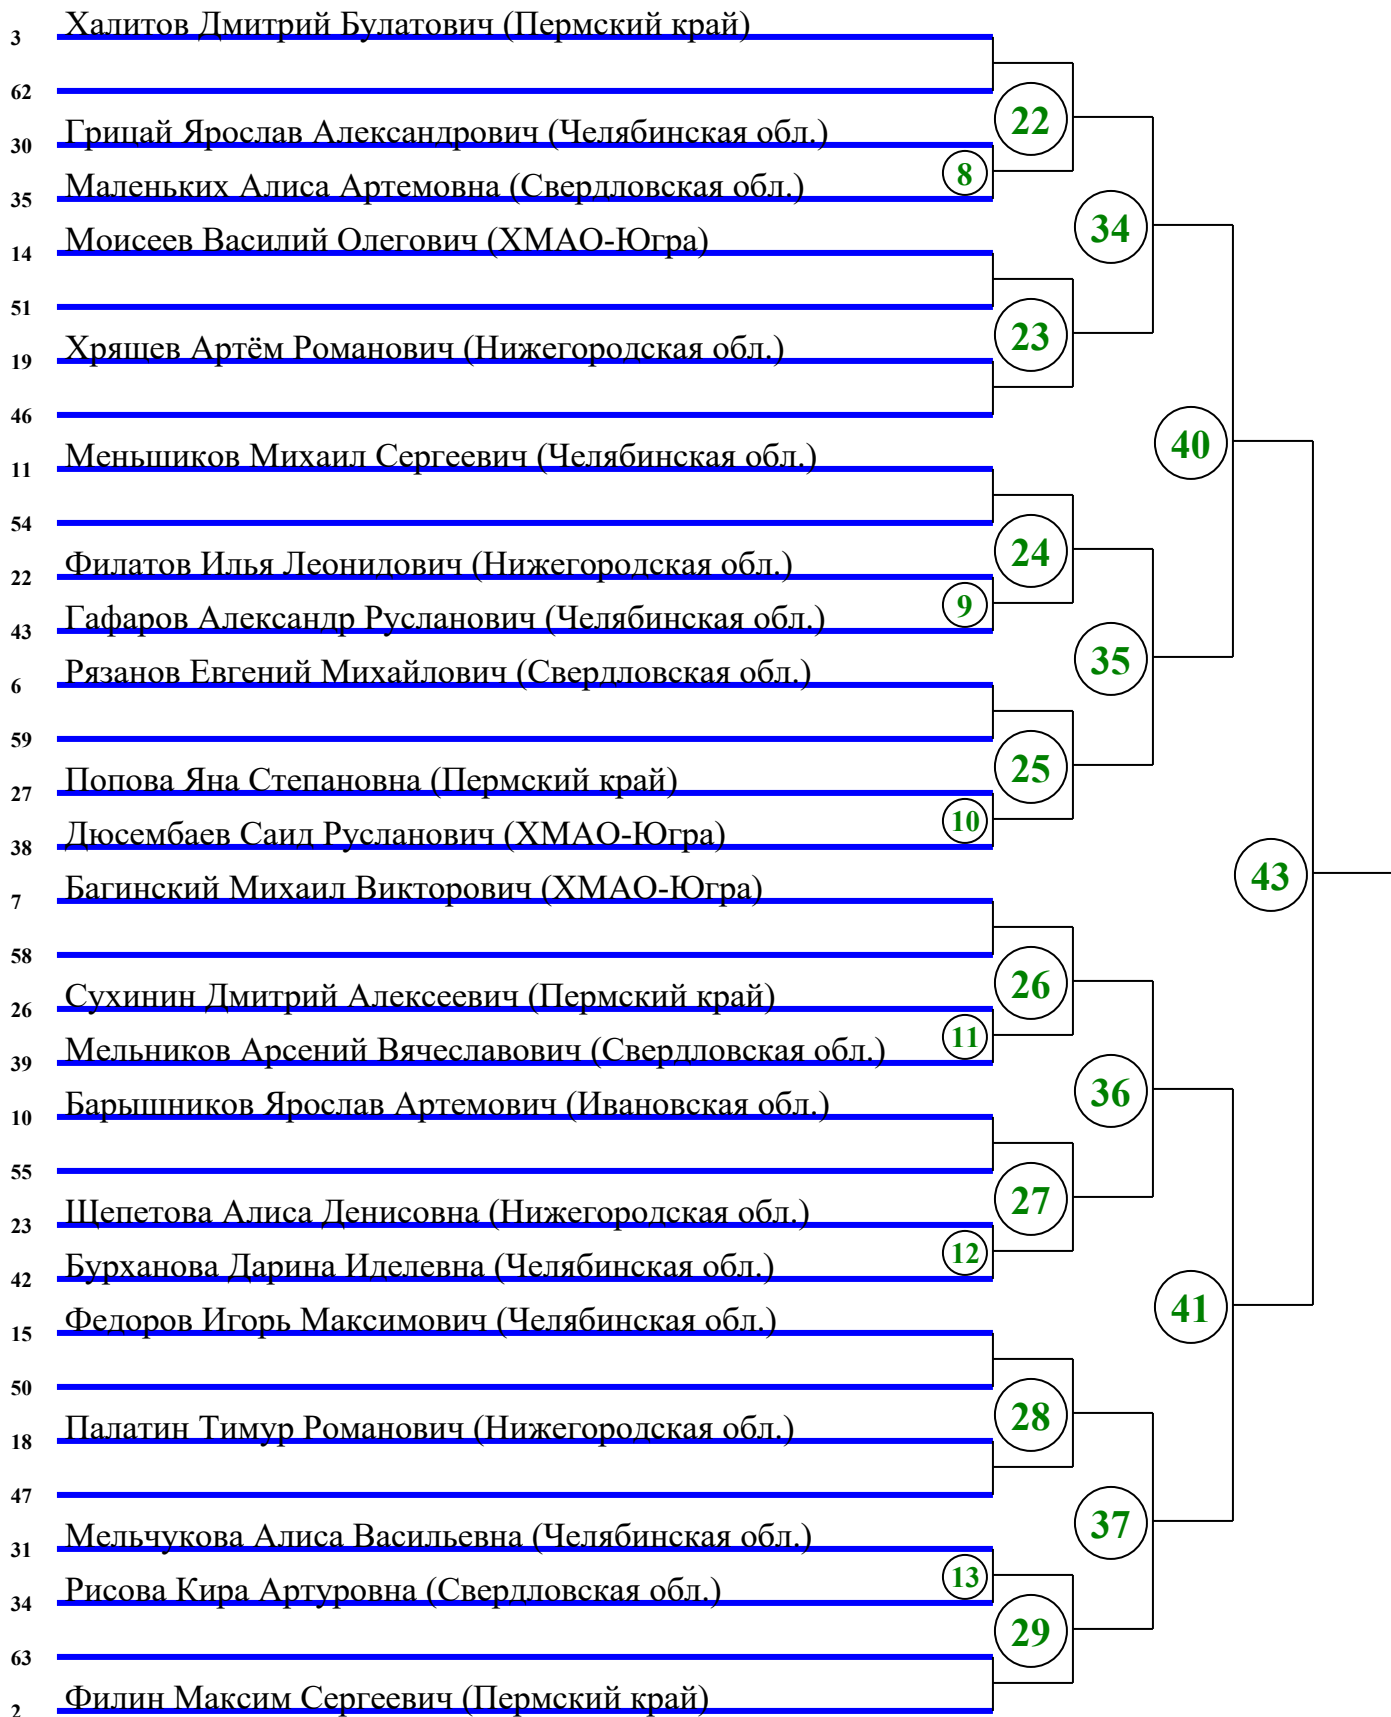 3 Халитов Дмитрий Булатович (Пермский край)
62
22
30 Грицай Ярослав Александрович (Челябинская обл.)
8
35 Маленьких Алиса Артемовна (Свердловская обл.)
34
14 Моисеев Василий Олегович (ХМАО-Югра)
51
23
19 Хрящев Артём Романович (Нижегородская обл.)
46
40
11 Меньшиков Михаил Сергеевич (Челябинская обл.)
54
24
22 Филатов Илья Леонидович (Нижегородская обл.)
9
43 Гафаров Александр Русланович (Челябинская обл.)
35
6 Рязанов Евгений Михайлович (Свердловская обл.)
59
25
27 Попова Яна Степановна (Пермский край)
10
38 Дюсембаев Саид Русланович (ХМАО-Югра)
43
7 Багинский Михаил Викторович (ХМАО-Югра)
58
26
26 Сухинин Дмитрий Алексеевич (Пермский край)
11
39 Мельников Арсений Вячеславович (Свердловская обл.)
36
10 Барышников Ярослав Артемович (Ивановская обл.)
55
27
23 Щепетова Алиса Денисовна (Нижегородская обл.)
12
42 Бурханова Дарина Иделевна (Челябинская обл.)
41
15 Федоров Игорь Максимович (Челябинская обл.)
50
28
18 Палатин Тимур Романович (Нижегородская обл.)
47
37
31 Мельчукова Алиса Васильевна (Челябинская обл.)
13
34 Рисова Кира Артуровна (Свердловская обл.)
29
63
2 Филин Максим Сергеевич (Пермский край)